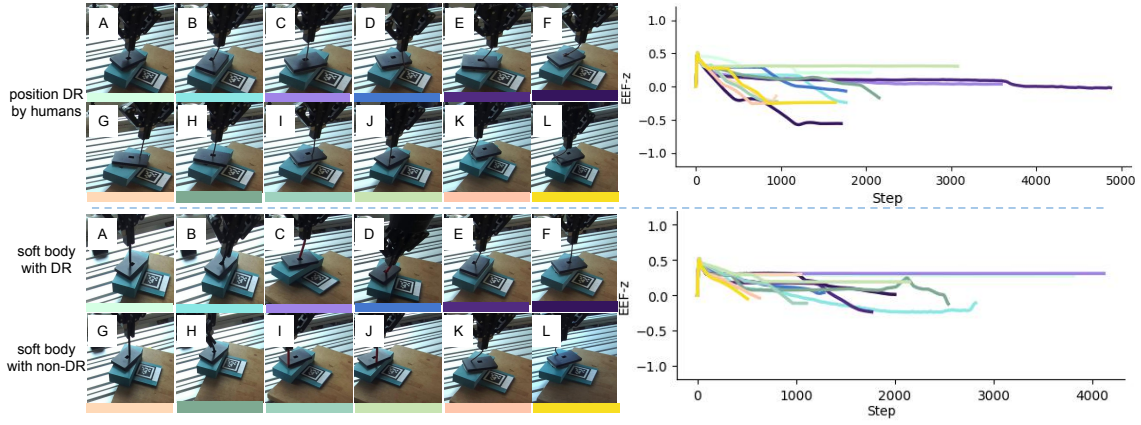 position DR
by humans
A B C D E F
G H I J K L
EEF-z
1.0
0.5
0.0
-0.5
-1.0
0 1000 2000 3000 4000 5000
Step
soft body
with DR
A B C D E F
soft body
with non-DR
G H I J K L
EEF-z
1.0
0.5
0.0
-0.5
-1.0
0 1000 2000 3000 4000
Step